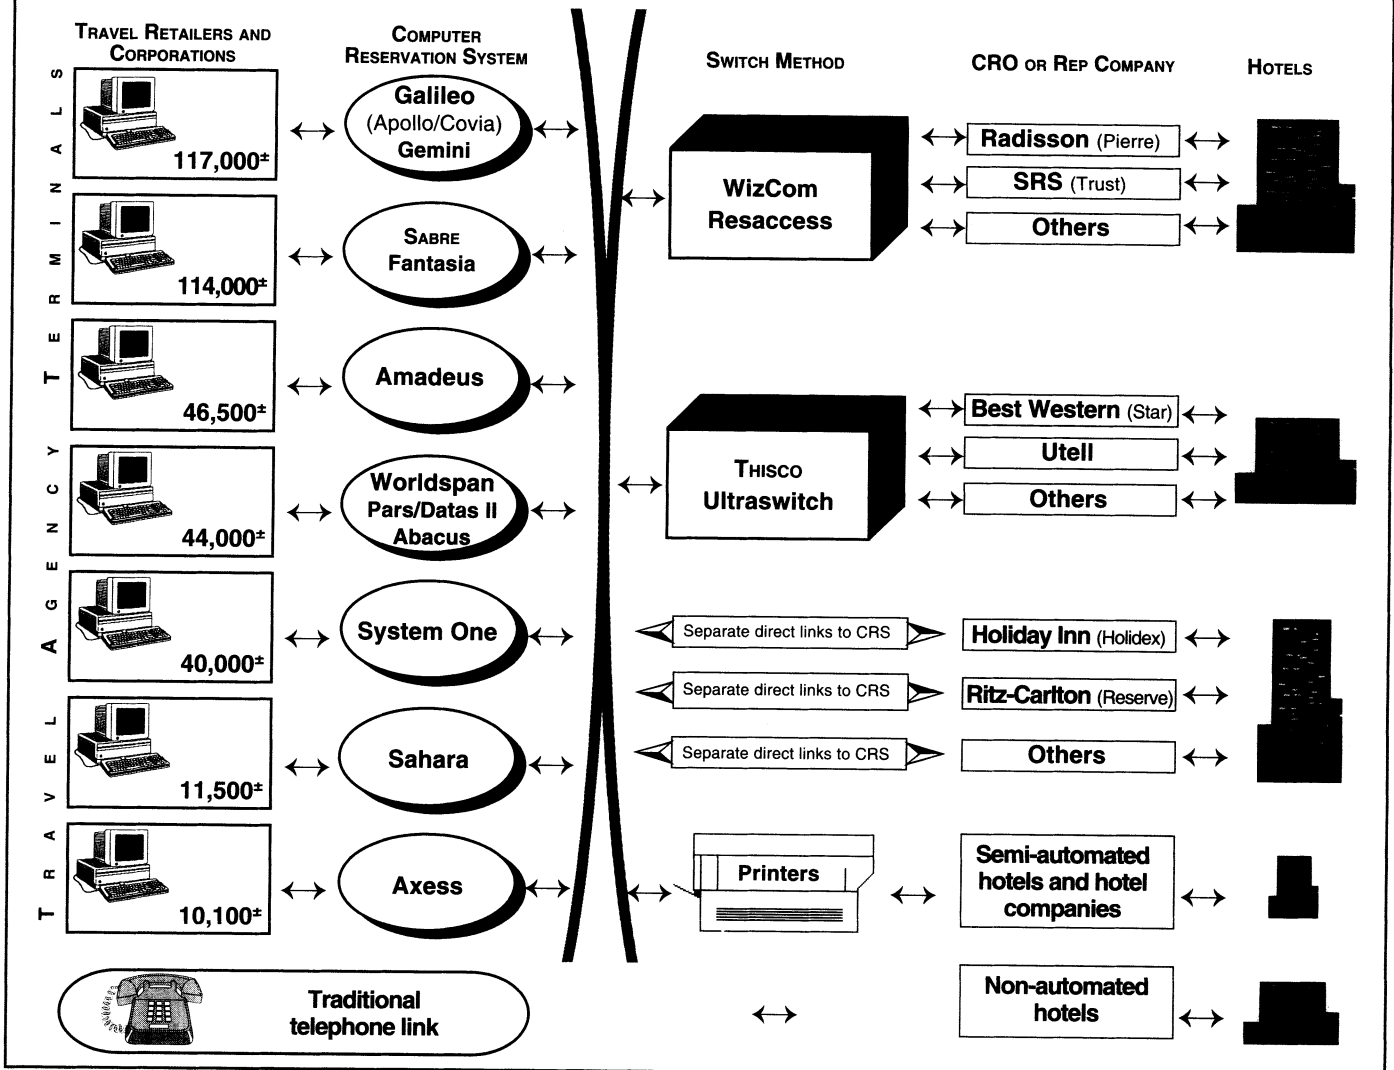 TRAVEL RETAILERS AND
CORPORATIONS
COMPUTER
RESERVATION SYSTEM
SWITCH METHOD
CRO OR REP COMPANY
HOTELS
TRAVEL AGENCY TERMINALS
117,000±
Galileo
(Apollo/Covia)
Gemini
114,000±
SABRE
Fantasia
46,500±
Amadeus
44,000±
Worldspan
Pars/Datas II
Abacus
40,000±
System One
11,500±
Sahara
10,100±
Axess
Traditional
telephone link
WizCom
Resaccess
Radisson (Pierre)
SRS (Trust)
Others
THISCO
Ultraswitch
Best Western (Star)
Utell
Others
Separate direct links to CRS
Holiday Inn (Holidex)
Separate direct links to CRS
Ritz-Carlton (Reserve)
Separate direct links to CRS
Others
Printers
Semi-automated
hotels and hotel
companies
Non-automated
hotels